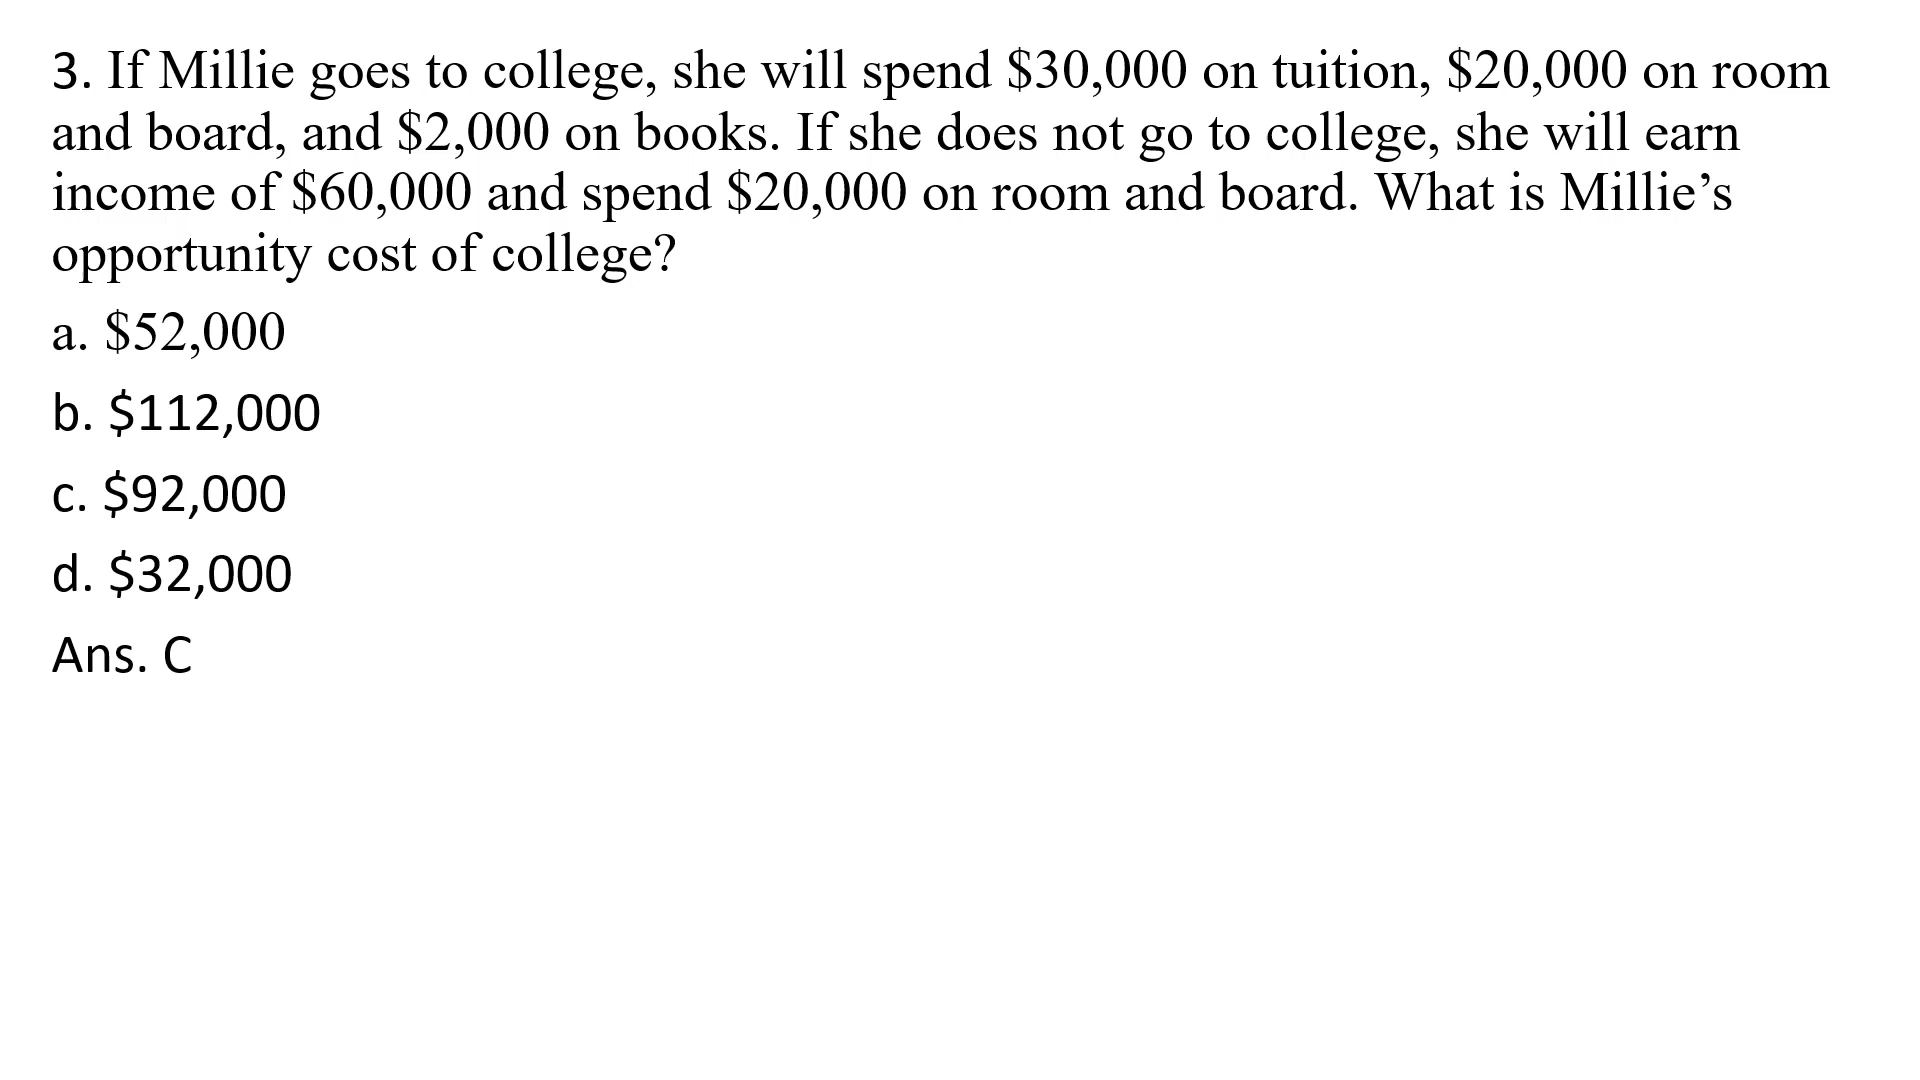 3. If Millie goes to college, she will spend $30,000 on tuition, $20,000 on room
and board, and $2,000 on books. If she does not go to college, she will earn
income of $60,000 and spend $20,000 on room and board. What is Millie’s
opportunity cost of college?
a. $52,000
b. $112,000
c. $92,000
d. $32,000
Ans. C